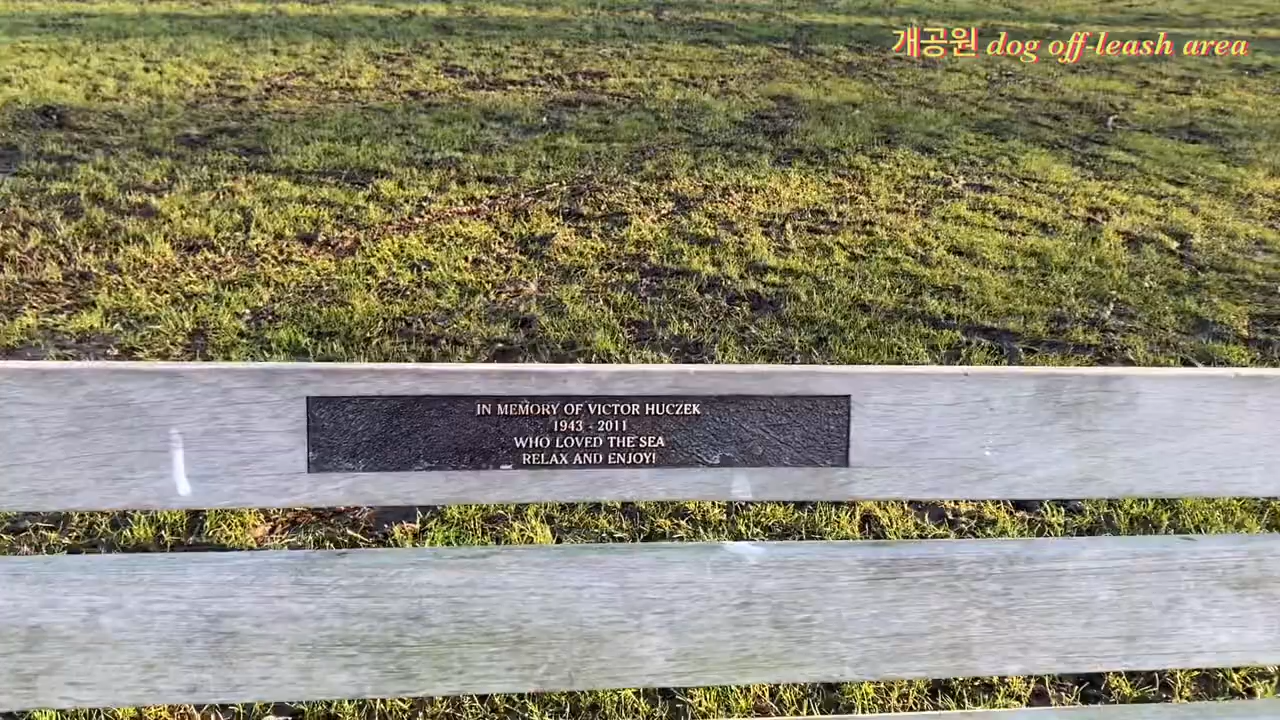 개공원 dog off-leash area
IN MEMORY OF VICTOR HUCZEK
1943 - 2011
WHO LOVED THE SEA
RELAX AND ENJOY!